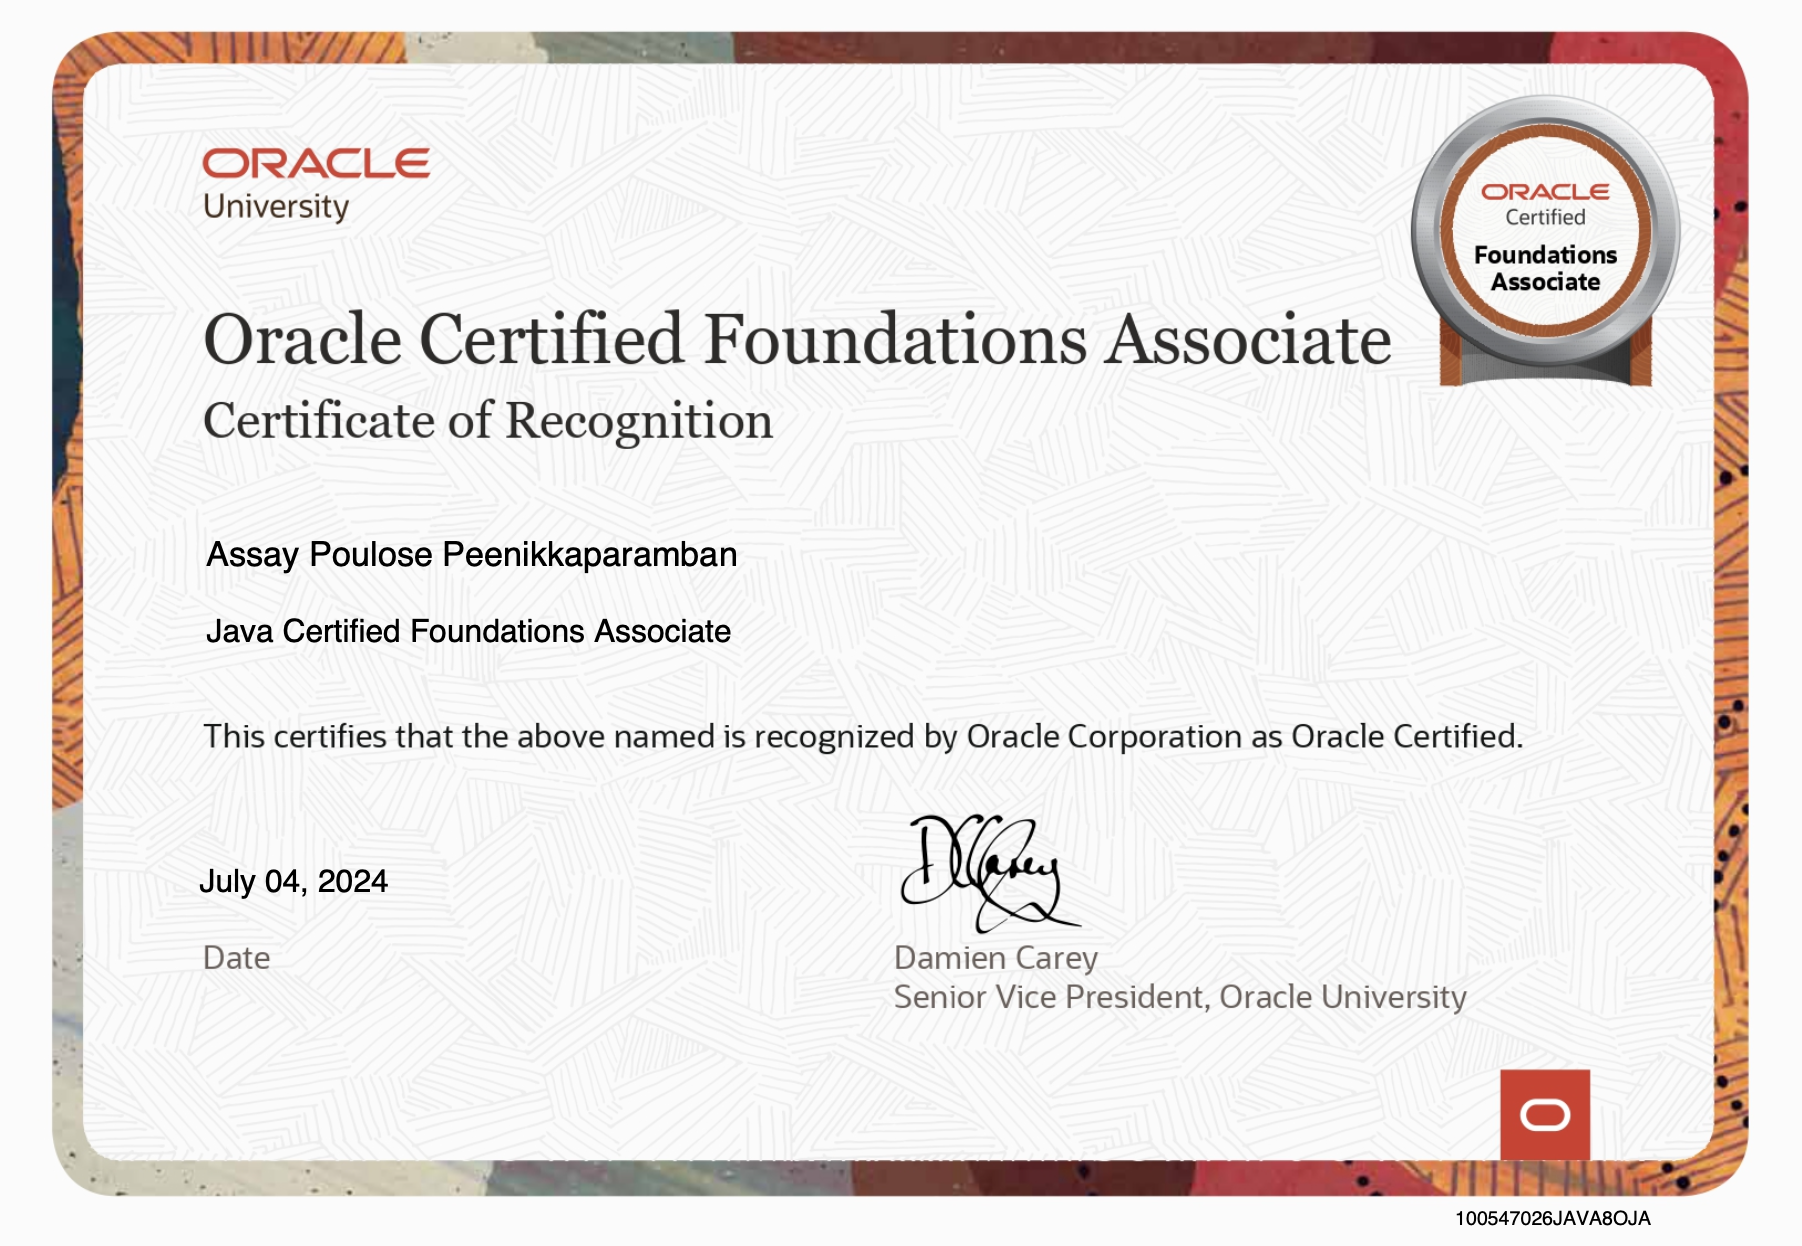 ORACLE
University
ORACLE
Certified
Foundations
Associate
Oracle Certified Foundations Associate
Certificate of Recognition
Assay Poulose Peenikkaparamban
Java Certified Foundations Associate
This certifies that the above named is recognized by Oracle Corporation as Oracle Certified.
July 04, 2024
Date
DCarey
Damien Carey
Senior Vice President, Oracle University
100547026JAVA8OJA